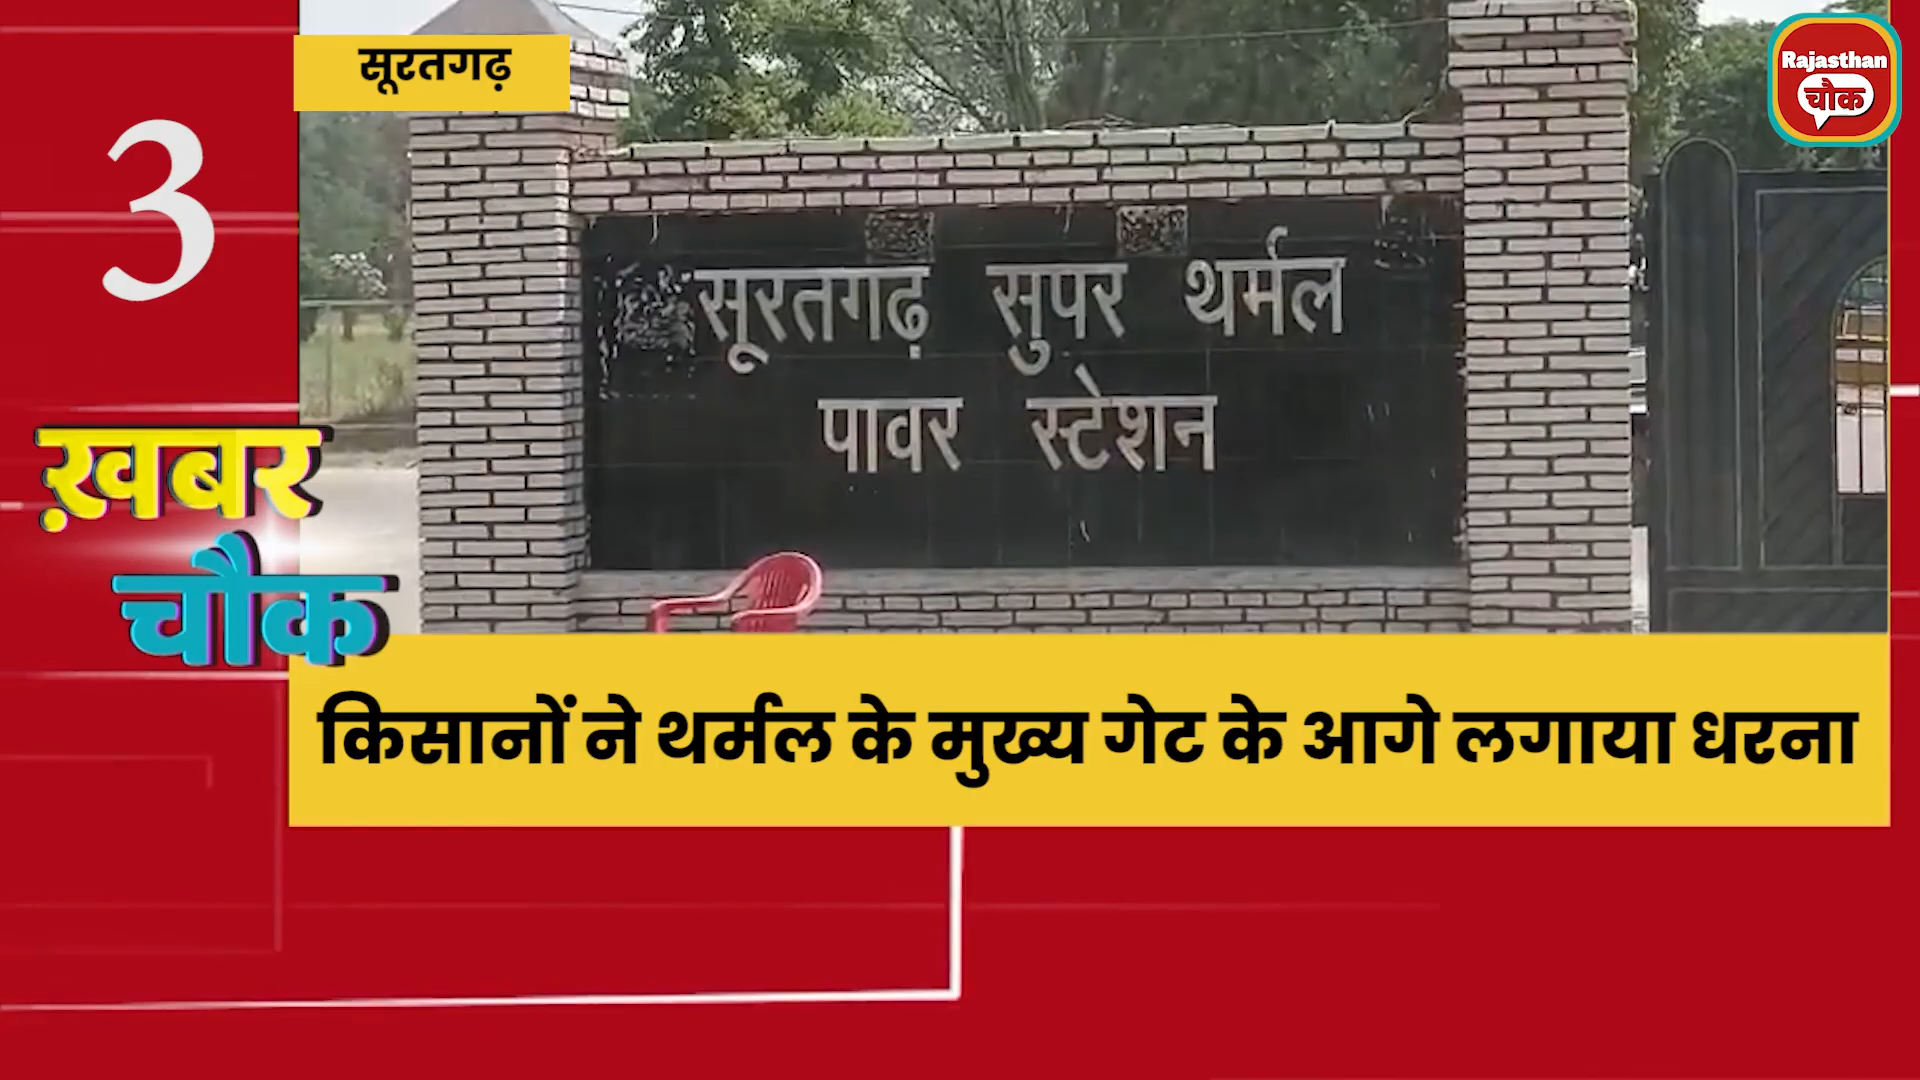 सूरतगढ़
Rajasthan
चौक
3
सूरतगढ़ सुपर थर्मल
पावर स्टेशन
ख़बर
चौक
किसानों ने थर्मल के मुख्य गेट के आगे लगाया धरना